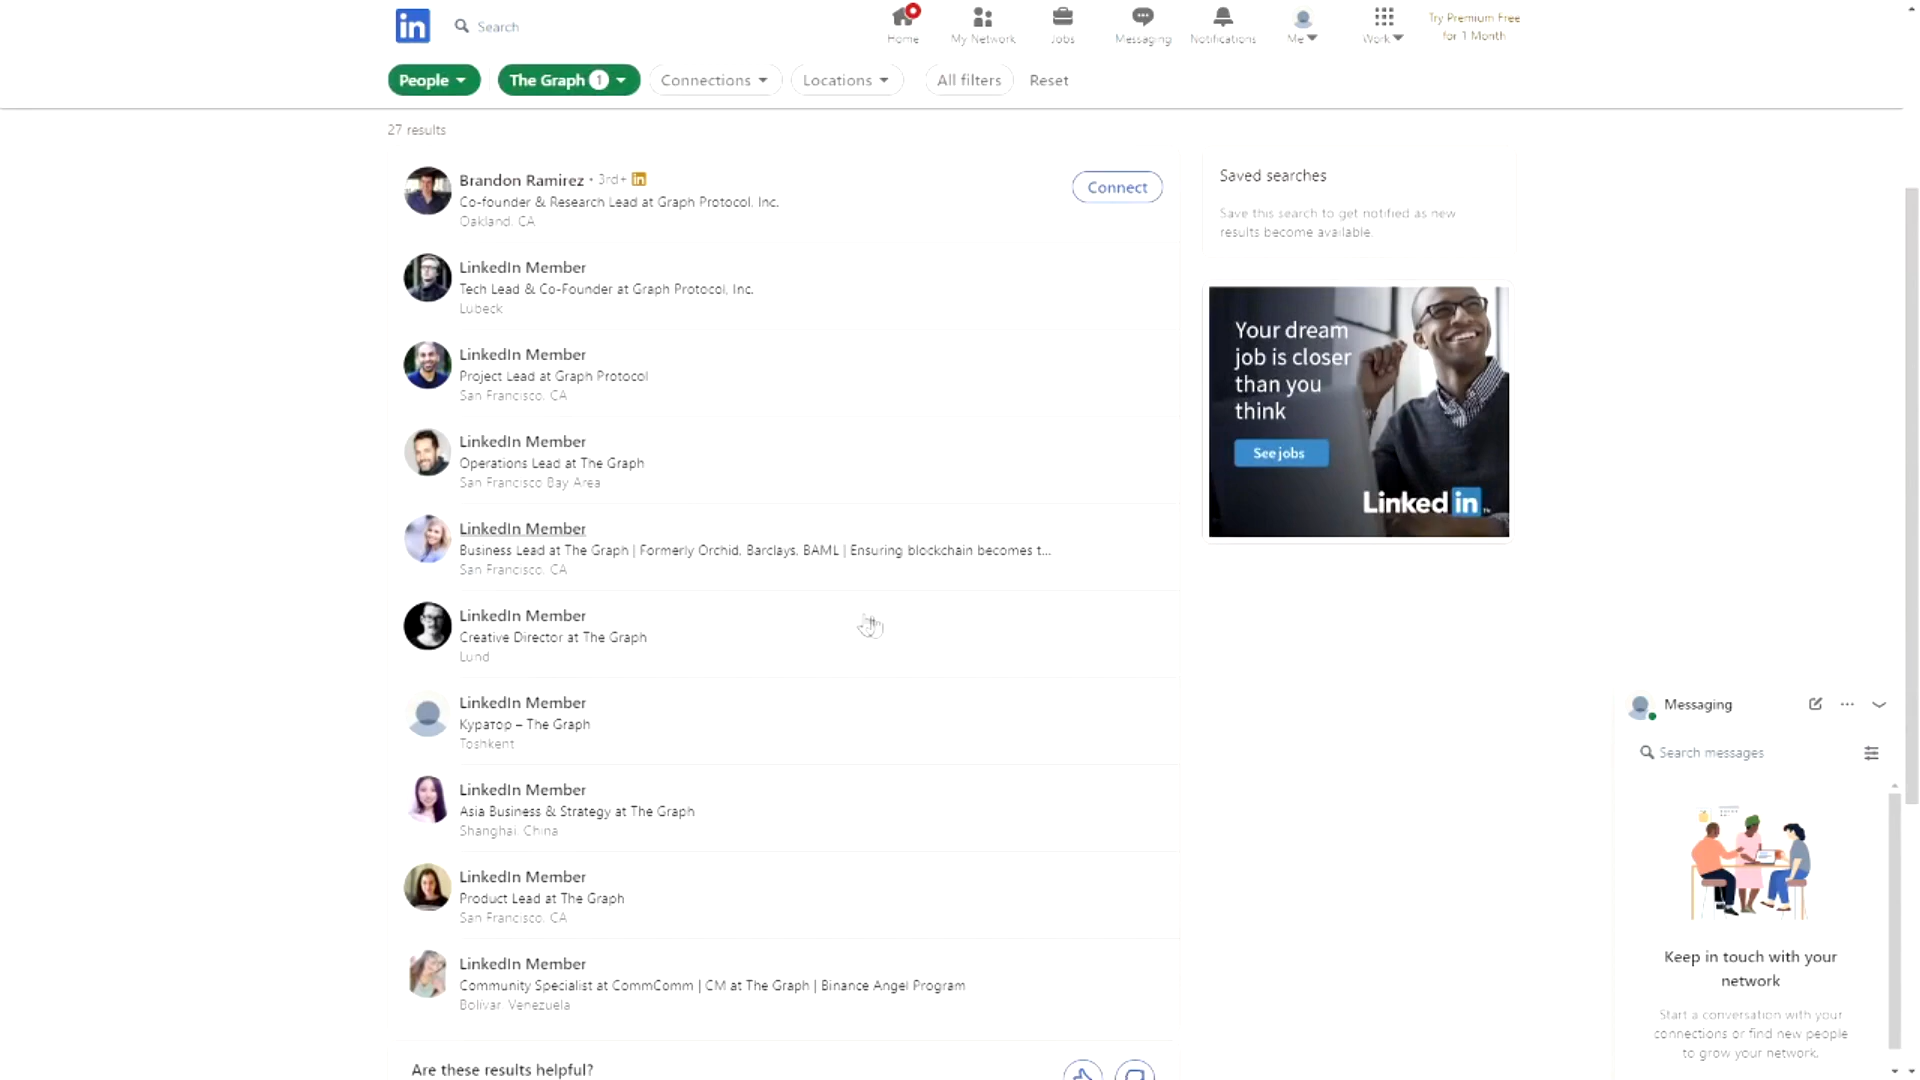 in Search
Home My Network Jobs Messaging Notifications Me Work Try Premium Free
for 1 Month
People The Graph 1 Connections Locations All filters Reset
27 results
Brandon Ramirez • 3rd+ in
Co-founder & Research Lead at Graph Protocol, Inc.
Oakland, CA
Connect
LinkedIn Member
Tech Lead & Co-Founder at Graph Protocol, Inc.
Lubeck
LinkedIn Member
Project Lead at Graph Protocol
San Francisco, CA
LinkedIn Member
Operations Lead at The Graph
San Francisco Bay Area
LinkedIn Member
Business Lead at The Graph | Formerly Orchid, Barclays, BAML | Ensuring blockchain becomes t...
San Francisco, CA
LinkedIn Member
Creative Director at The Graph
Lund
LinkedIn Member
Куратор – The Graph
Toshkent
LinkedIn Member
Asia Business & Strategy at The Graph
Shanghai, China
LinkedIn Member
Product Lead at The Graph
San Francisco, CA
LinkedIn Member
Community Specialist at CommComm | CM at The Graph | Binance Angel Program
Bolívar, Venezuela
Are these results helpful?
Saved searches
Save this search to get notified as new
results become available.
Your dream
job is closer
than you
think
See jobs
Linked in
Messaging ...
Search messages
Keep in touch with your
network
Start a conversation with your
connections or find new people
to grow your network.